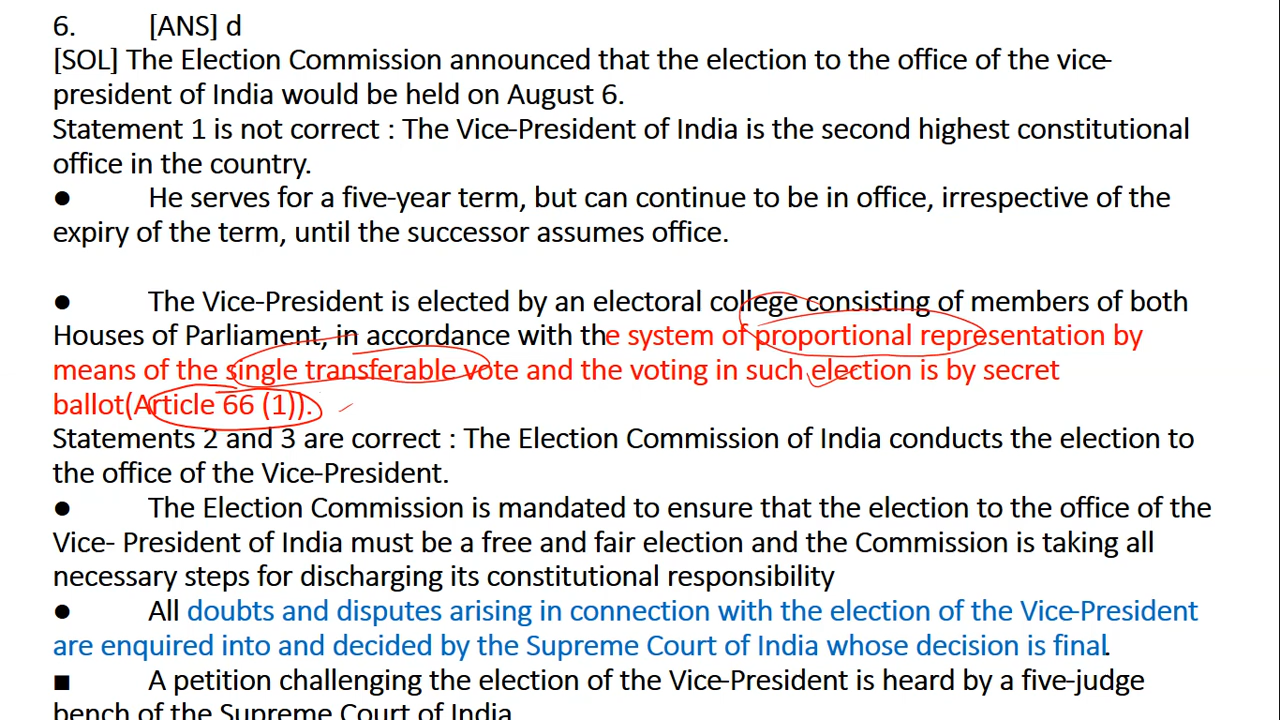 6. [ANS] d
[SOL] The Election Commission announced that the election to the office of the vice-
president of India would be held on August 6.
Statement 1 is not correct : The Vice-President of India is the second highest constitutional
office in the country.
● He serves for a five-year term, but can continue to be in office, irrespective of the
expiry of the term, until the successor assumes office.
● The Vice-President is elected by an electoral college consisting of members of both
Houses of Parliament, in accordance with the system of proportional representation by
means of the single transferable vote and the voting in such election is by secret
ballot(Article 66 (1)).
Statements 2 and 3 are correct : The Election Commission of India conducts the election to
the office of the Vice-President.
● The Election Commission is mandated to ensure that the election to the office of the
Vice- President of India must be a free and fair election and the Commission is taking all
necessary steps for discharging its constitutional responsibility
● All doubts and disputes arising in connection with the election of the Vice-President
are enquired into and decided by the Supreme Court of India whose decision is final.
■ A petition challenging the election of the Vice-President is heard by a five-judge
bench of the Supreme Court of India